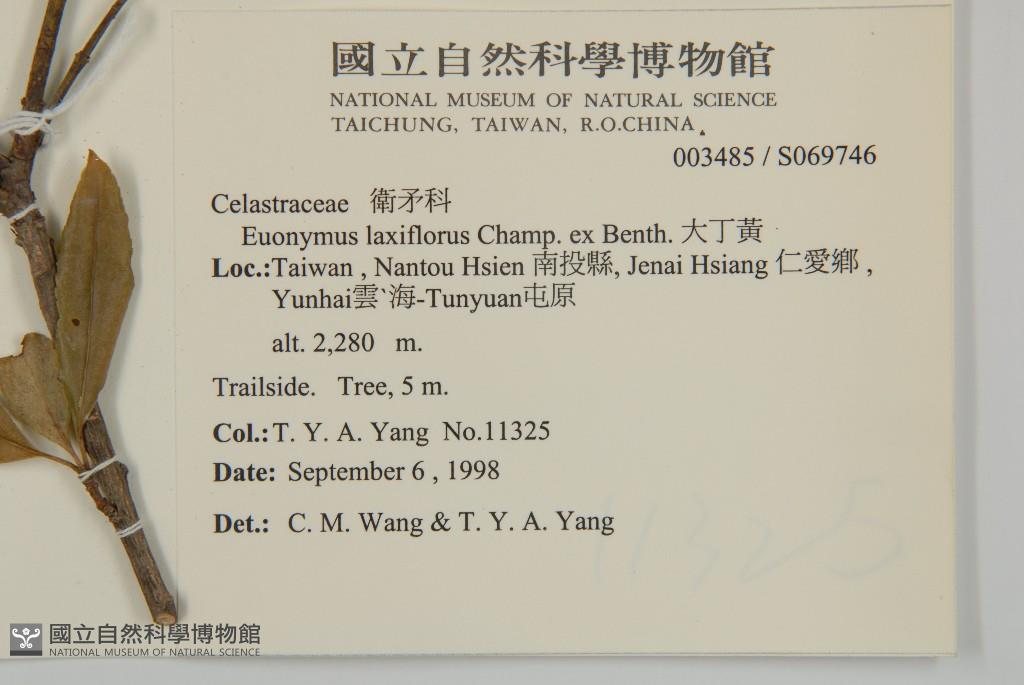 國立自然科學博物館
NATIONAL MUSEUM OF NATURAL SCIENCE
TAICHUNG, TAIWAN, R.O.CHINA.
003485 / S069746
Celastraceae 衛矛科
Euonymus laxiflorus Champ. ex Benth. 大丁黃
Loc.:Taiwan , Nantou Hsien 南投縣, Jenai Hsiang 仁愛鄉 ,
Yunhai雲`海-Tunyuan屯原
alt. 2,280 m.
Trailside. Tree, 5 m.
Col.: T. Y. A. Yang No.11325
Date: September 6 , 1998
Det.: C. M. Wang & T. Y. A. Yang
11325
國立自然科學博物館
NATIONAL MUSEUM OF NATURAL SCIENCE